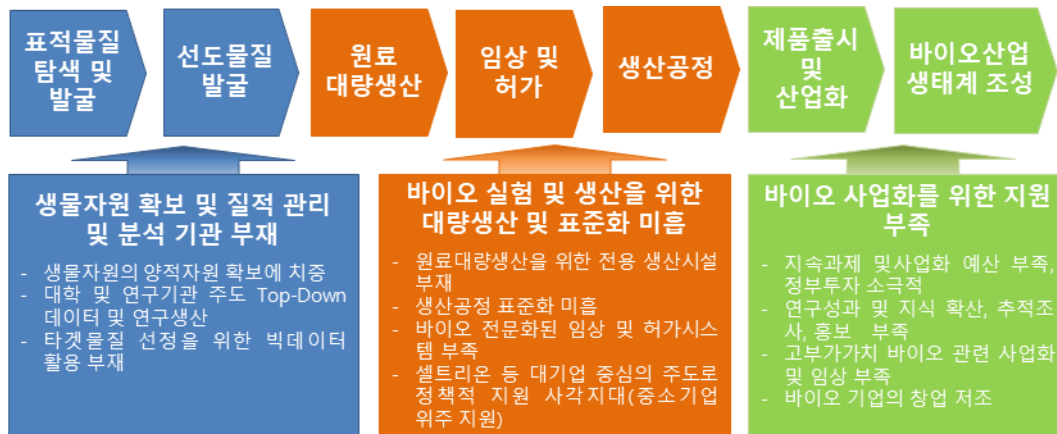 표적물질
탐색 및
발굴
선도물질
발굴
원료
대량생산
임상 및
허가
생산공정
제품출시
및
산업화
바이오산업
생태계 조성
생물자원 확보 및 질적 관리
및 분석 기관 부재
- 생물자원의 양적자원 확보에 치중
- 대학 및 연구기관 주도 Top-Down
데이터 및 연구생산
- 타겟물질 선정을 위한 빅데이터
활용 부재
바이오 실험 및 생산을 위한
대량생산 및 표준화 미흡
- 원료대량생산을 위한 전용 생산시설
부재
- 생산공정 표준화 미흡
- 바이오 전문화된 임상 및 허가시스
템 부족
- 셀트리온 등 대기업 중심의 주도로
정책적 지원 사각지대(중소기업
위주 지원)
바이오 사업화를 위한 지원
부족
- 지속과제 및사업화 예산 부족,
정부투자 소극적
- 연구성과 및 지식 확산, 추적조
사, 홍보 부족
- 고부가가치 바이오 관련 사업화
및 임상 부족
- 바이오 기업의 창업 저조